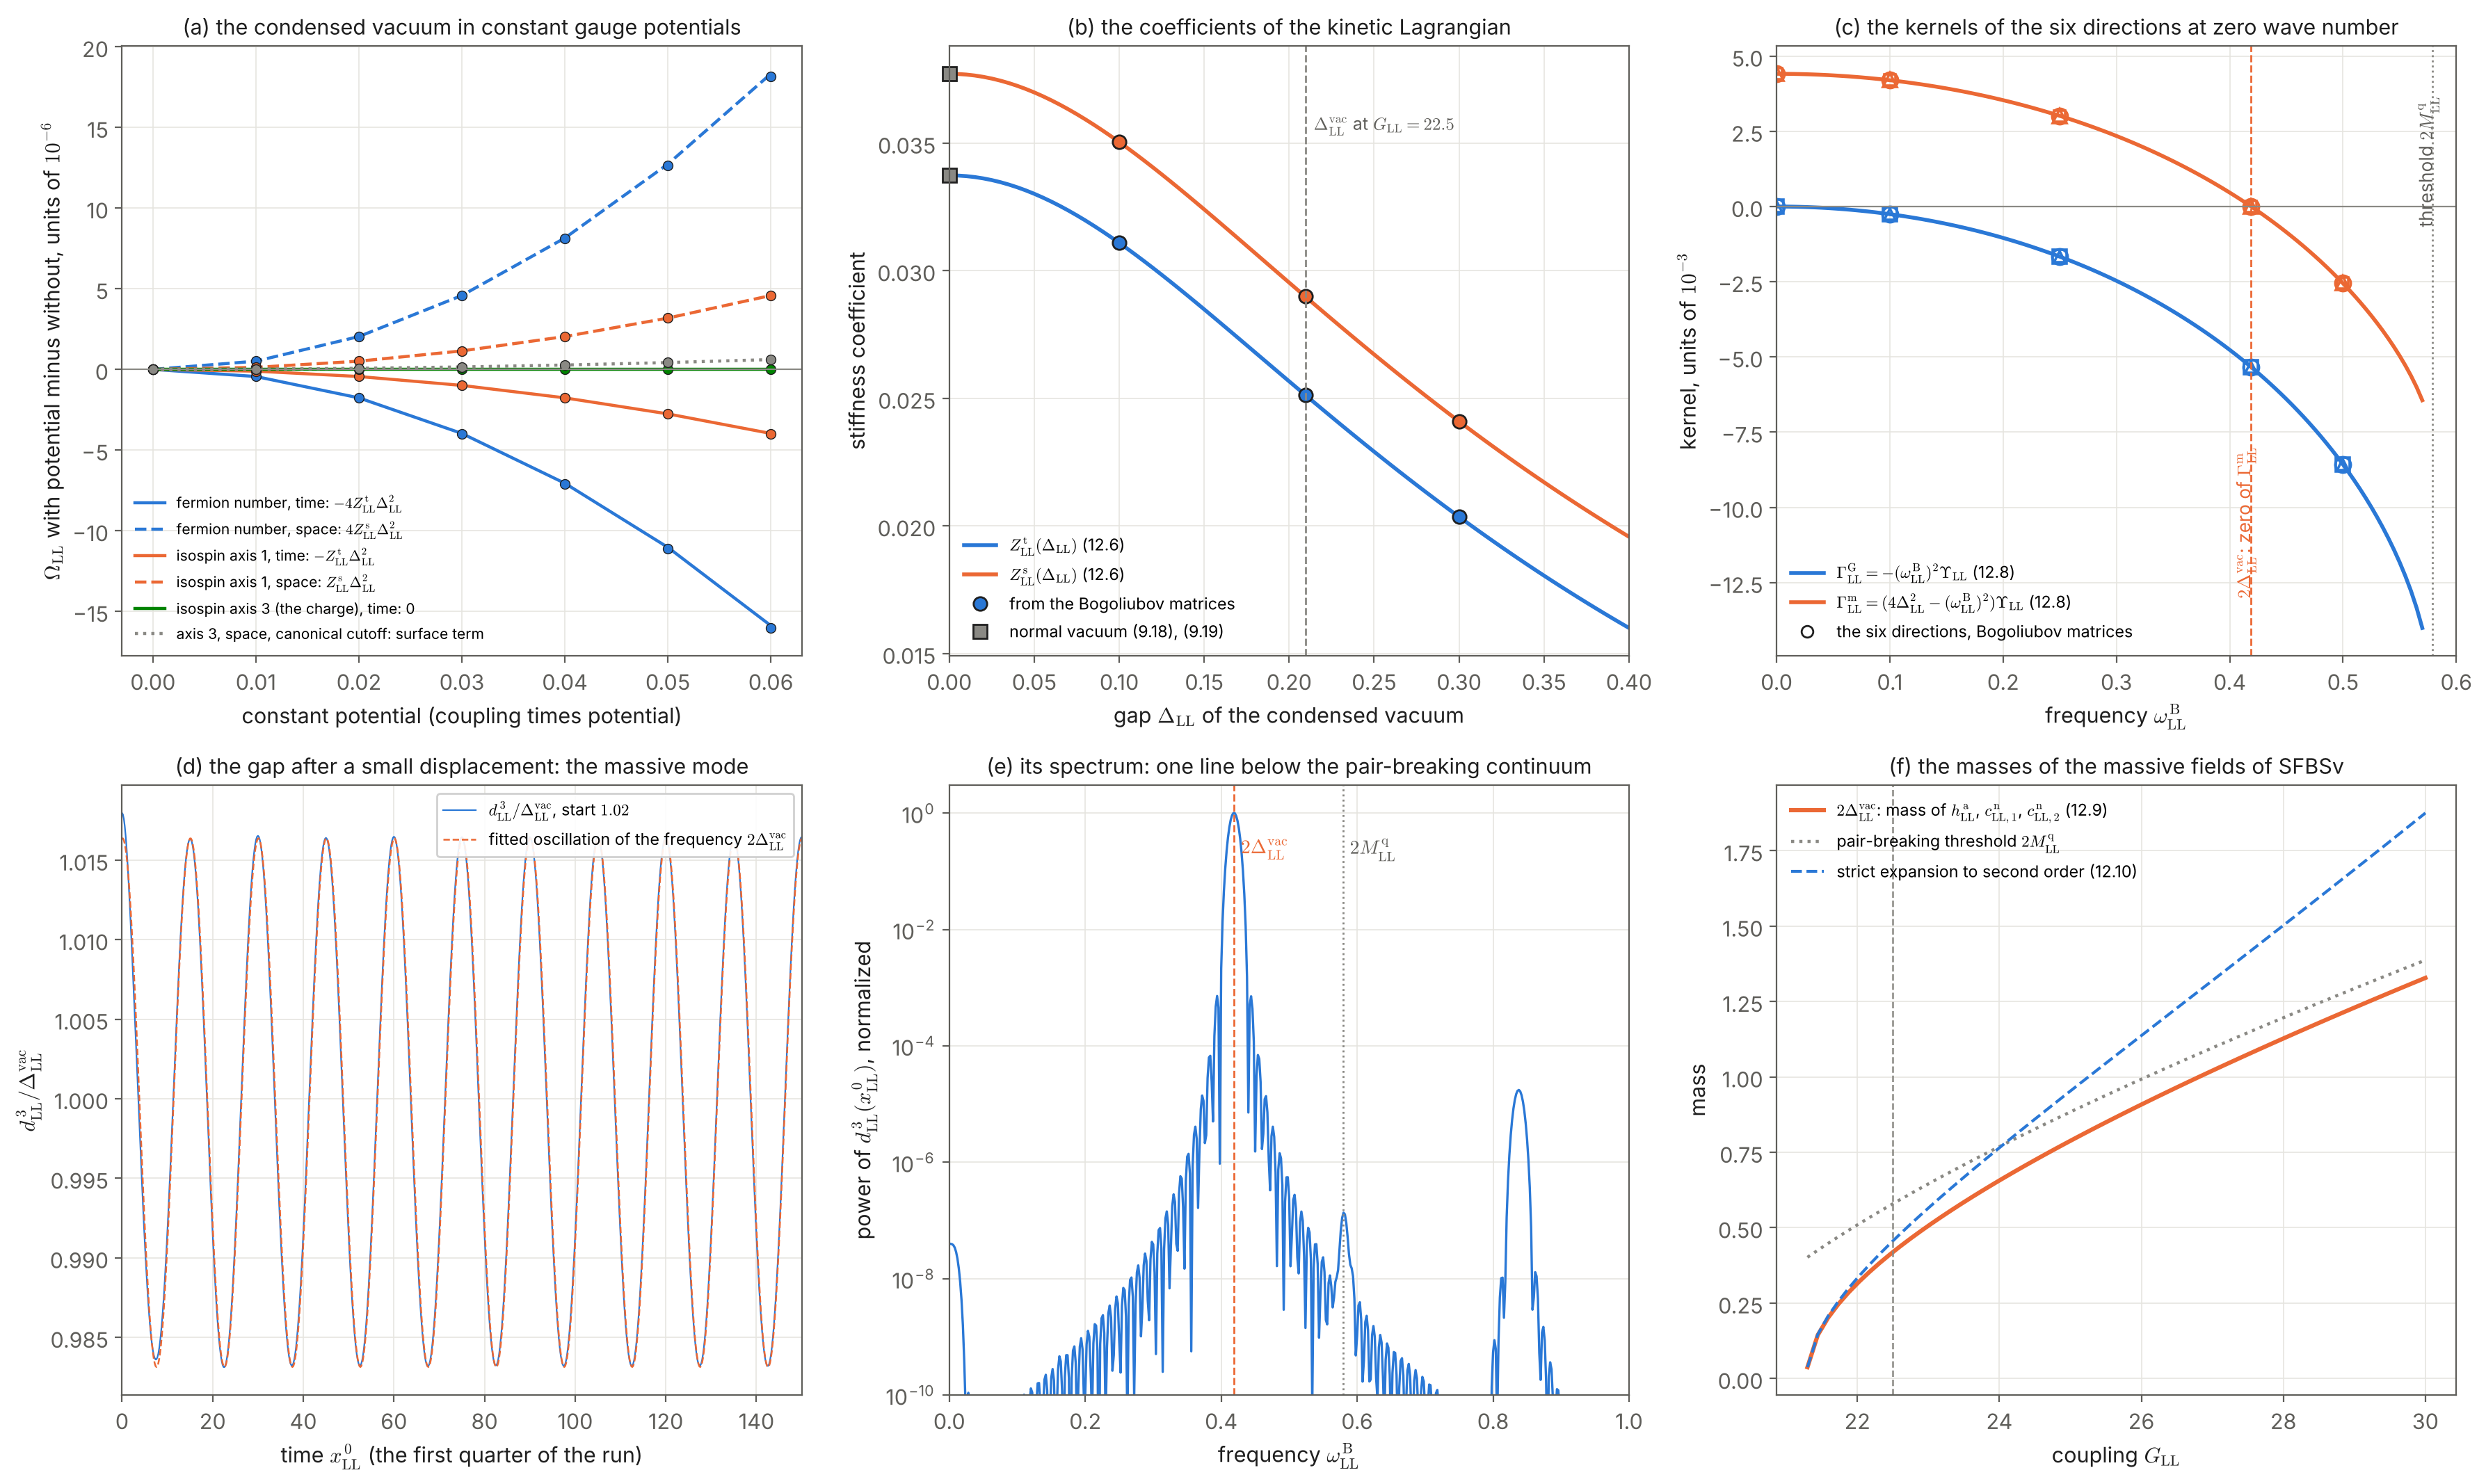 (a) the condensed vacuum in constant gauge potentials
Ω_LL with potential minus without, units of 10⁻⁶
20
15
10
5
0
−5
−10
−15
fermion number, time: −4Z^t_LL Δ²_LL
fermion number, space: 4Z^s_LL Δ²_LL
isospin axis 1, time: −Z^t_LL Δ²_LL
isospin axis 1, space: Z^s_LL Δ²_LL
isospin axis 3 (the charge), time: 0
axis 3, space, canonical cutoff: surface term
0.00 0.01 0.02 0.03 0.04 0.05 0.06
constant potential (coupling times potential)
(b) the coefficients of the kinetic Lagrangian
stiffness coefficient
0.035
0.030
0.025
0.020
0.015
Δ^vac_LL at G_LL = 22.5
Z^t_LL(Δ_LL) (12.6)
Z^s_LL(Δ_LL) (12.6)
from the Bogoliubov matrices
normal vacuum (9.18), (9.19)
0.00 0.05 0.10 0.15 0.20 0.25 0.30 0.35 0.40
gap Δ_LL of the condensed vacuum
(c) the kernels of the six directions at zero wave number
kernel, units of 10⁻³
5.0
2.5
0.0
−2.5
−5.0
−7.5
−10.0
−12.5
threshold 2M^q_LL
2Δ^vac_LL: zero of Γ^m_LL
Γ^G_LL = −(ω^B_LL)²Υ_LL (12.8)
Γ^m_LL = (4Δ²_LL − (ω^B_LL)²)Υ_LL (12.8)
the six directions, Bogoliubov matrices
0.0 0.1 0.2 0.3 0.4 0.5 0.6
frequency ω^B_LL
(d) the gap after a small displacement: the massive mode
d³_LL/Δ^vac_LL
1.015
1.010
1.005
1.000
0.995
0.990
0.985
d³_LL/Δ^vac_LL, start 1.02
fitted oscillation of the frequency 2Δ^vac_LL
0 20 40 60 80 100 120 140
time x⁰_LL (the first quarter of the run)
(e) its spectrum: one line below the pair-breaking continuum
power of d³_LL(x⁰_LL), normalized
10⁰
10⁻²
10⁻⁴
10⁻⁶
10⁻⁸
10⁻¹⁰
2Δ^vac_LL
2M^q_LL
0.0 0.2 0.4 0.6 0.8 1.0
frequency ω^B_LL
(f) the masses of the massive fields of SFBSv
mass
1.75
1.50
1.25
1.00
0.75
0.50
0.25
0.00
2Δ^vac_LL: mass of h^a_LL, c^n_LL,1, c^n_LL,2 (12.9)
pair-breaking threshold 2M^q_LL
strict expansion to second order (12.10)
22 24 26 28 30
coupling G_LL